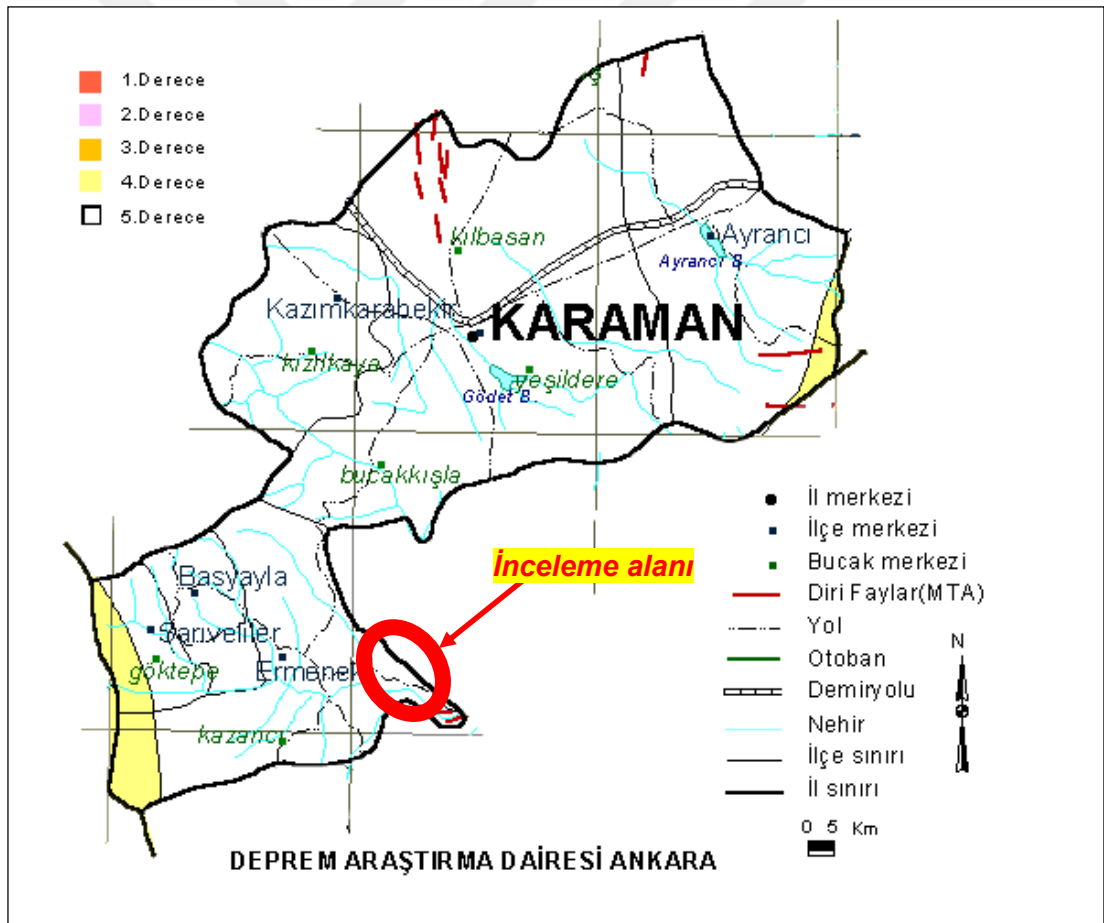 1.Derece
2.Derece
3.Derece
4.Derece
5.Derece
kılbasan
Ayrancı
Ayrancı B.
Kazımkarabekir
KARAMAN
kızılkaya
yeşildere
Gödet B.
bucakkışla
İnceleme alanı
Başyayla
Sarıveliler
göktepe
Ermenek
kazancı
İl merkezi
İlçe merkezi
Bucak merkezi
Diri Faylar(MTA)
Yol
Otoban
Demiryolu
Nehir
İlçe sınırı
İl sınırı
N
0 5 Km
DEPREM ARAŞTIRMA DAİRESİ ANKARA